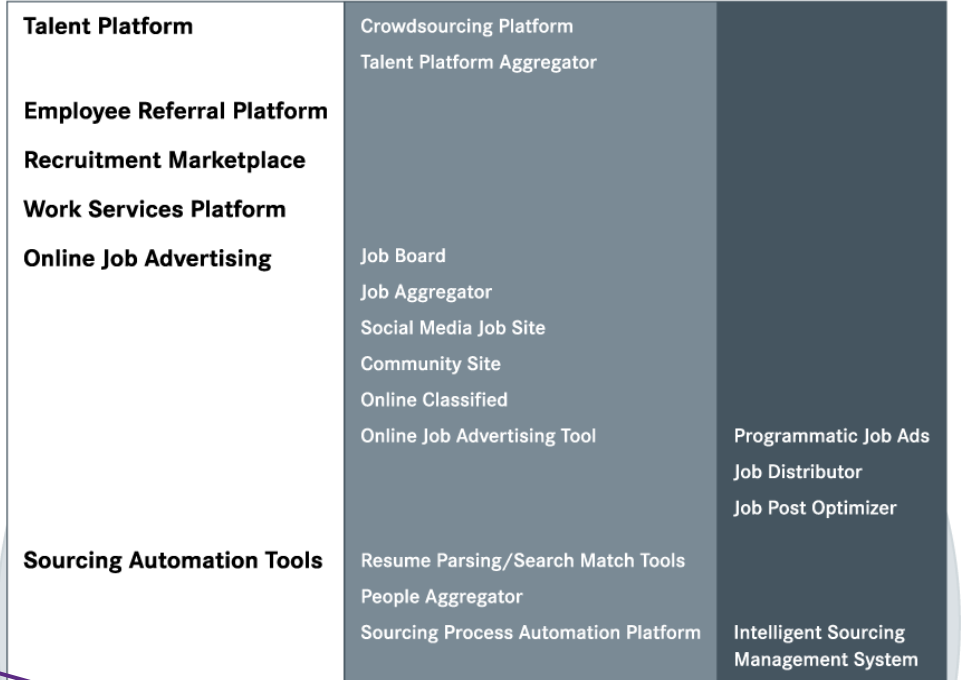 Talent Platform
Crowdsourcing Platform
Talent Platform Aggregator
Employee Referral Platform
Recruitment Marketplace
Work Services Platform
Online Job Advertising
Job Board
Job Aggregator
Social Media Job Site
Community Site
Online Classified
Online Job Advertising Tool
Programmatic Job Ads
Job Distributor
Job Post Optimizer
Sourcing Automation Tools
Resume Parsing/Search Match Tools
People Aggregator
Sourcing Process Automation Platform
Intelligent Sourcing
Management System